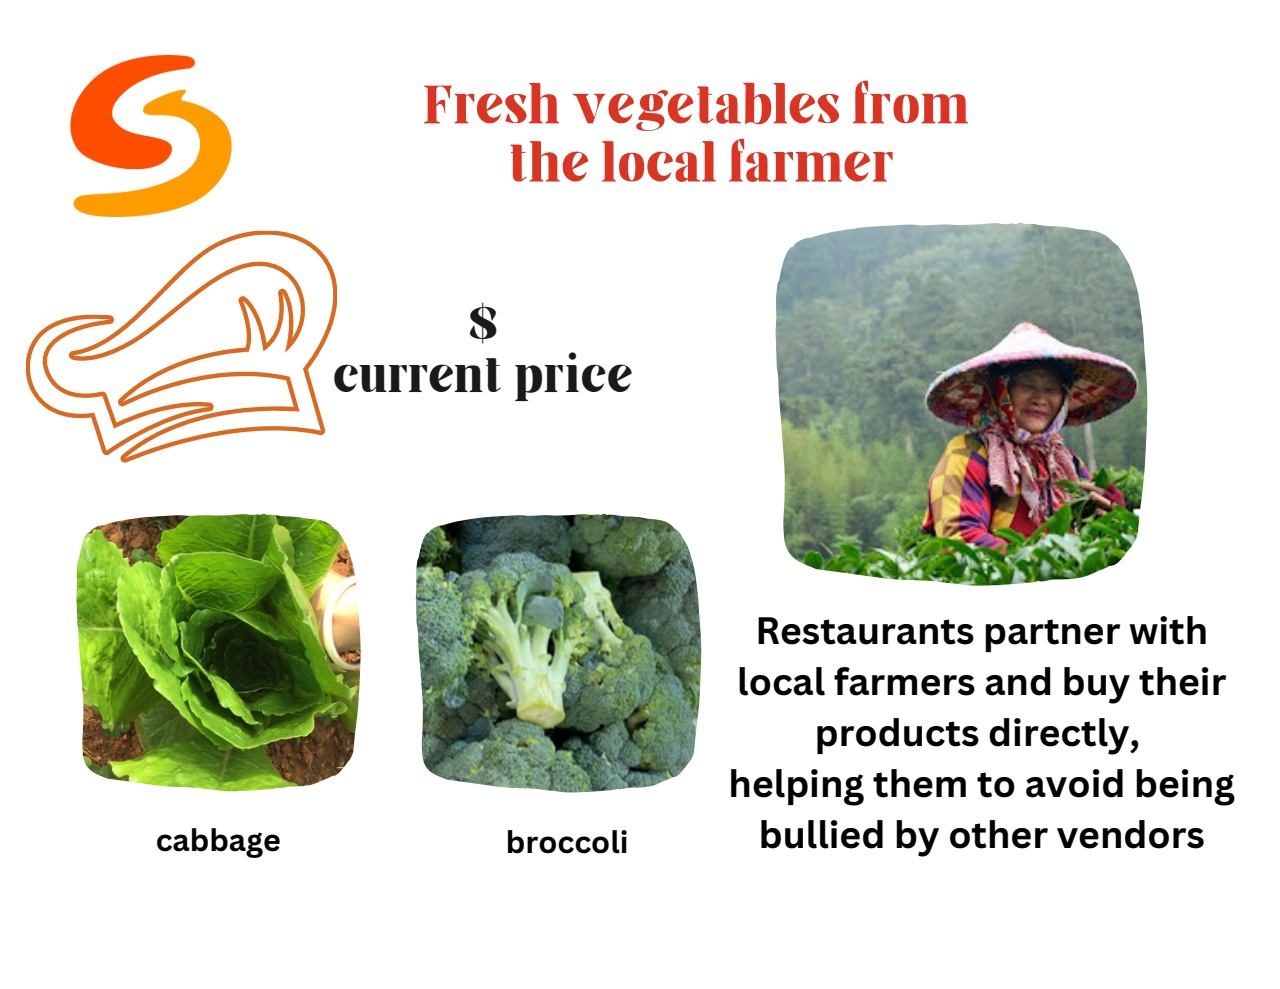 Fresh vegetables from
the local farmer
$
current price
cabbage
broccoli
Restaurants partner with
local farmers and buy their
products directly,
helping them to avoid being
bullied by other vendors